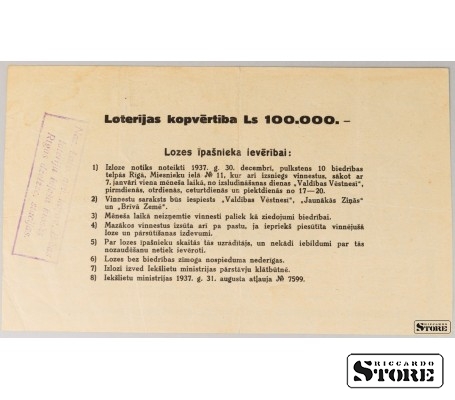 Loterijas kopvērtība Ls 100.000.–
Lozes īpašnieka ievērībai:
1) Izloze notiks noteikti 1937. g. 30. decembrī, pulkstens 10 biedrības
telpās Rīgā, Miesnieku ielā № 11, kur arī izsniegs vinnestus, sākot ar
7. janvāri viena mēneša laikā, no izsludināšanas dienas „Valdības Vēstnesī",
pirmdienās, otrdienās, ceturtdienās un piektdienās no 17—20.
2) Vinnestu saraksts būs iespiests „Valdības Vēstnesī", „Jaunākās Ziņās"
un „Brīvā Zemē".
3) Mēneša laikā neizņemtie vinnesti paliek kā ziedojumi biedrībai.
4) Mazākos vinnestus izsūta arī pa pastu, ja iepriekš piesūtīta vinnējušā
loze un pārsūtīšanas izdevumi.
5) Par lozes īpašnieku skaitās tās uzrādītājs, un nekādi iebildumi par tās
nozaudēšanu netiek ievēroti.
6) Lozes bez biedrības zīmoga nospieduma nederīgas.
7) Izlozi izved Iekšlietu ministrijas pārstāvju klātbūtnē.
8) Iekšlietu ministrijas 1937. g. 31. augusta atļauja № 7599.
RICCARDO
STORE
RICCARDO
STORE